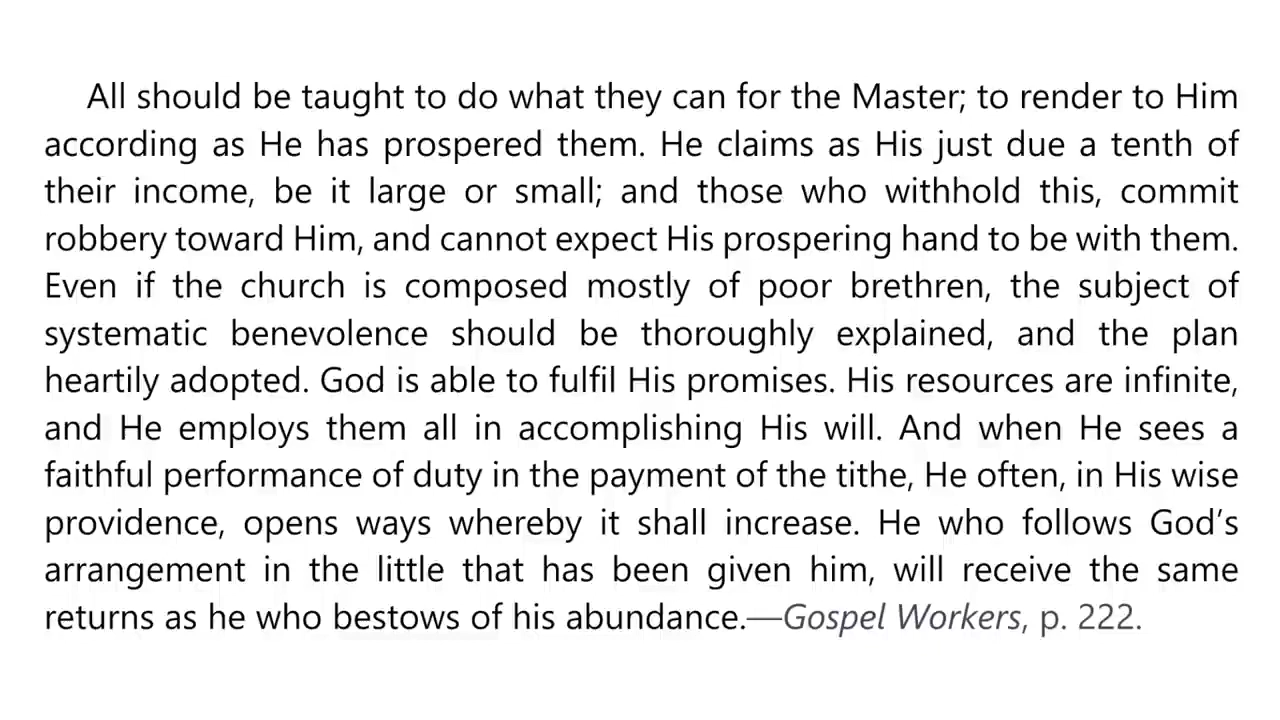 All should be taught to do what they can for the Master; to render to Him
according as He has prospered them. He claims as His just due a tenth of
their income, be it large or small; and those who withhold this, commit
robbery toward Him, and cannot expect His prospering hand to be with them.
Even if the church is composed mostly of poor brethren, the subject of
systematic benevolence should be thoroughly explained, and the plan
heartily adopted. God is able to fulfil His promises. His resources are infinite,
and He employs them all in accomplishing His will. And when He sees a
faithful performance of duty in the payment of the tithe, He often, in His wise
providence, opens ways whereby it shall increase. He who follows God’s
arrangement in the little that has been given him, will receive the same
returns as he who bestows of his abundance.—Gospel Workers, p. 222.